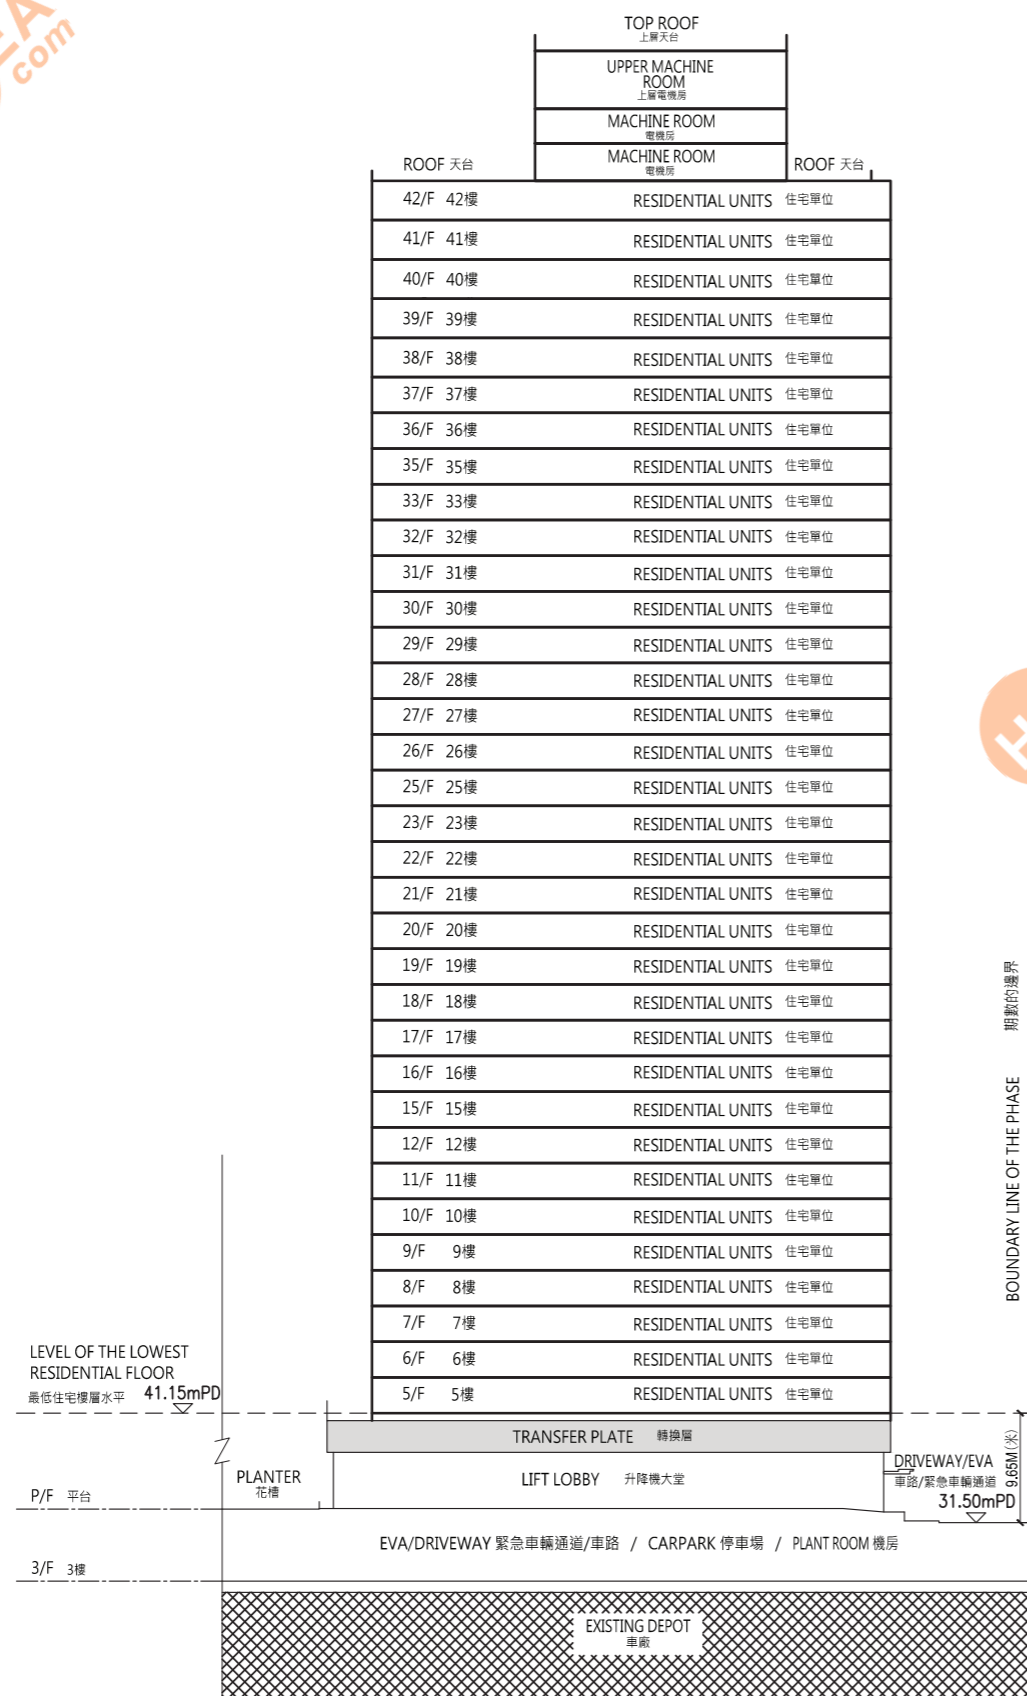 com
TOP ROOF
上層天台
UPPER MACHINE
ROOM
上層電機房
MACHINE ROOM
電機房
MACHINE ROOM
電機房
ROOF 天台
ROOF 天台
42/F 42樓 RESIDENTIAL UNITS 住宅單位
41/F 41樓 RESIDENTIAL UNITS 住宅單位
40/F 40樓 RESIDENTIAL UNITS 住宅單位
39/F 39樓 RESIDENTIAL UNITS 住宅單位
38/F 38樓 RESIDENTIAL UNITS 住宅單位
37/F 37樓 RESIDENTIAL UNITS 住宅單位
36/F 36樓 RESIDENTIAL UNITS 住宅單位
35/F 35樓 RESIDENTIAL UNITS 住宅單位
33/F 33樓 RESIDENTIAL UNITS 住宅單位
32/F 32樓 RESIDENTIAL UNITS 住宅單位
31/F 31樓 RESIDENTIAL UNITS 住宅單位
30/F 30樓 RESIDENTIAL UNITS 住宅單位
29/F 29樓 RESIDENTIAL UNITS 住宅單位
28/F 28樓 RESIDENTIAL UNITS 住宅單位
27/F 27樓 RESIDENTIAL UNITS 住宅單位
26/F 26樓 RESIDENTIAL UNITS 住宅單位
25/F 25樓 RESIDENTIAL UNITS 住宅單位
23/F 23樓 RESIDENTIAL UNITS 住宅單位
22/F 22樓 RESIDENTIAL UNITS 住宅單位
21/F 21樓 RESIDENTIAL UNITS 住宅單位
20/F 20樓 RESIDENTIAL UNITS 住宅單位
19/F 19樓 RESIDENTIAL UNITS 住宅單位
18/F 18樓 RESIDENTIAL UNITS 住宅單位
17/F 17樓 RESIDENTIAL UNITS 住宅單位
16/F 16樓 RESIDENTIAL UNITS 住宅單位
15/F 15樓 RESIDENTIAL UNITS 住宅單位
12/F 12樓 RESIDENTIAL UNITS 住宅單位
11/F 11樓 RESIDENTIAL UNITS 住宅單位
10/F 10樓 RESIDENTIAL UNITS 住宅單位
9/F 9樓 RESIDENTIAL UNITS 住宅單位
8/F 8樓 RESIDENTIAL UNITS 住宅單位
7/F 7樓 RESIDENTIAL UNITS 住宅單位
6/F 6樓 RESIDENTIAL UNITS 住宅單位
5/F 5樓 RESIDENTIAL UNITS 住宅單位
BOUNDARY LINE OF THE PHASE 期數的邊界
LEVEL OF THE LOWEST
RESIDENTIAL FLOOR
最低住宅樓層水平 41.15mPD
TRANSFER PLATE 轉換層
LIFT LOBBY 升降機大堂
PLANTER
花槽
DRIVEWAY/EVA
車路/緊急車輛通道
31.50mPD
9.65M(米)
P/F 平台
EVA/DRIVEWAY 緊急車輛通道/車路 / CARPARK 停車場 / PLANT ROOM 機房
3/F 3樓
EXISTING DEPOT
車廠